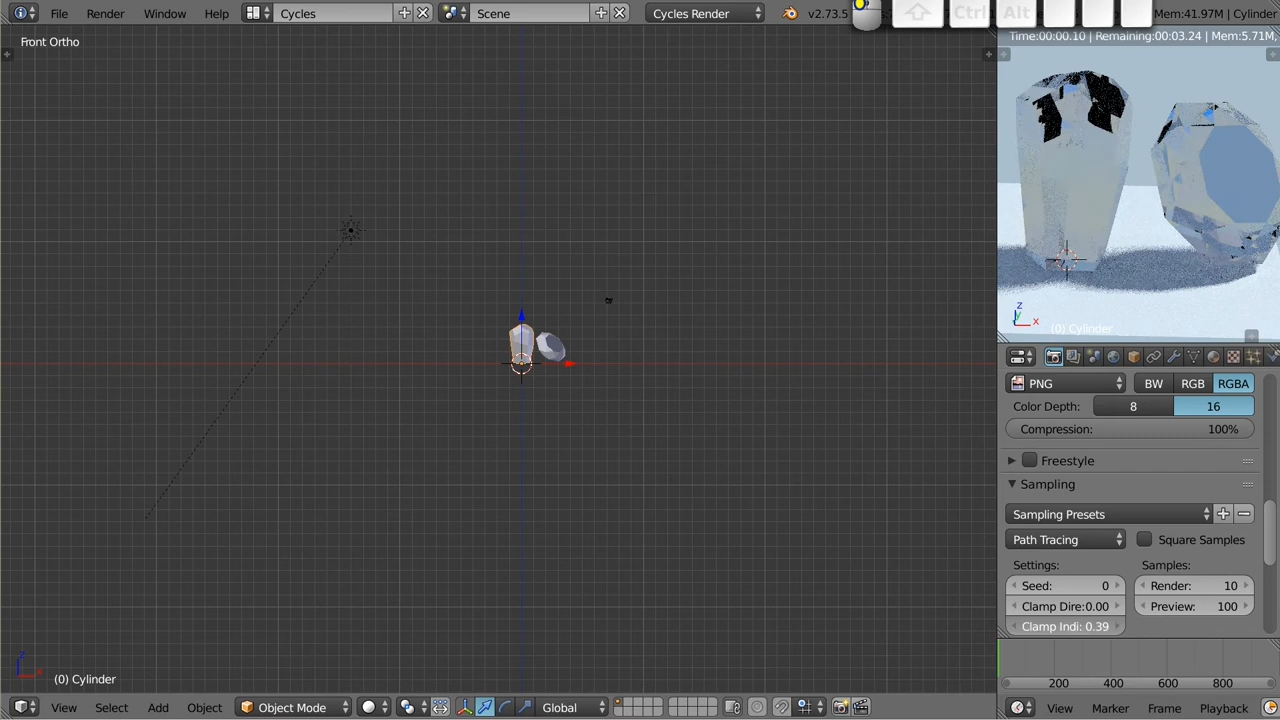 File Render Window Help Cycles Scene Cycles Render v2.73.5 Ctrl Alt Mem:41.97M | Cylinder
Front Ortho
Time:00:00.10 | Remaining:00:03.24 | Mem:5.71M,
z
y
x
(0) Cylinder
PNG BW RGB RGBA
Color Depth: 8 16
Compression: 100%
Freestyle
Sampling
Sampling Presets
Path Tracing Square Samples
Settings: Samples:
Seed: 0 Render: 10
Clamp Dire:0.00 Preview: 100
Clamp Indi: 0.39
z
x
(0) Cylinder
200 400 600 800
View Select Add Object Object Mode Global View Marker Frame Playback